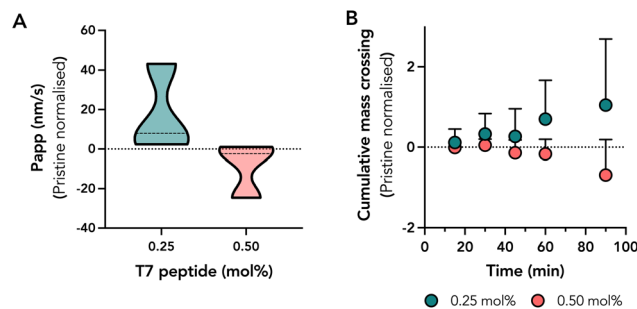 A
Papp (nm/s)
(Pristine normalised)
60
40
20
0
-20
-40
0.25
0.50
T7 peptide (mol%)
B
Cumulative mass crossing
(Pristine normalised)
2
0
-2
0
20
40
60
80
100
Time (min)
0.25 mol%
0.50 mol%